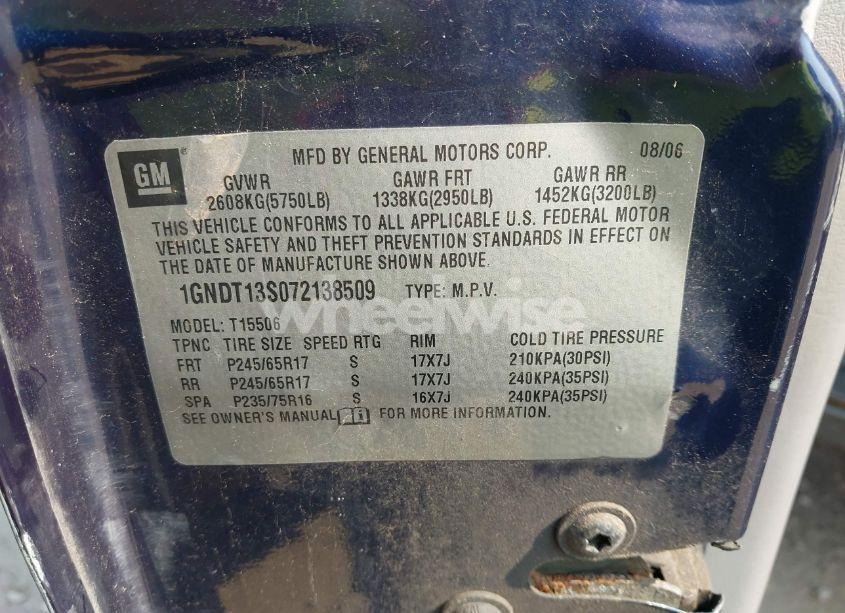 GM
MFD BY GENERAL MOTORS CORP. 08/06
GVWR GAWR FRT GAWR RR
2608KG(5750LB) 1338KG(2950LB) 1452KG(3200LB)
THIS VEHICLE CONFORMS TO ALL APPLICABLE U.S. FEDERAL MOTOR
VEHICLE SAFETY AND THEFT PREVENTION STANDARDS IN EFFECT ON
THE DATE OF MANUFACTURE SHOWN ABOVE.
1GNDT13S072138509 TYPE: M.P.V.
wheelwise
MODEL: T15506
TPNC TIRE SIZE SPEED RTG RIM COLD TIRE PRESSURE
FRT P245/65R17 S 17X7J 210KPA(30PSI)
RR P245/65R17 S 17X7J 240KPA(35PSI)
SPA P235/75R16 S 16X7J 240KPA(35PSI)
SEE OWNER'S MANUAL FOR MORE INFORMATION.